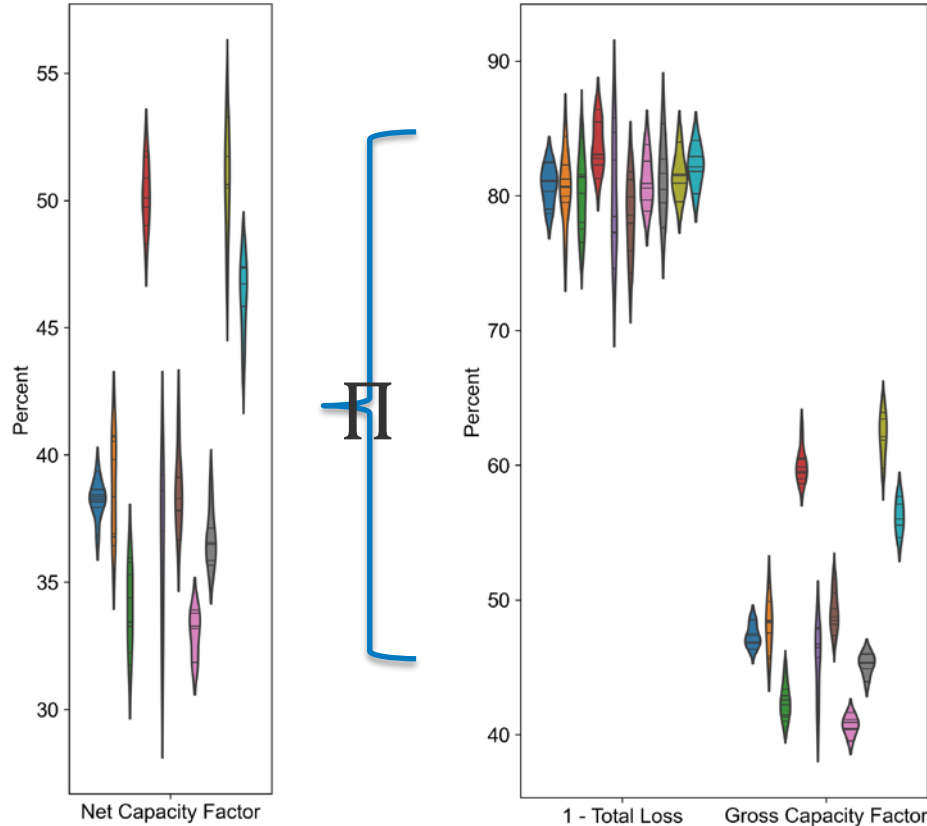 55
50
45
40
35
30
Percent
Net Capacity Factor
∏
90
80
70
60
50
40
Percent
1 - Total Loss
Gross Capacity Factor